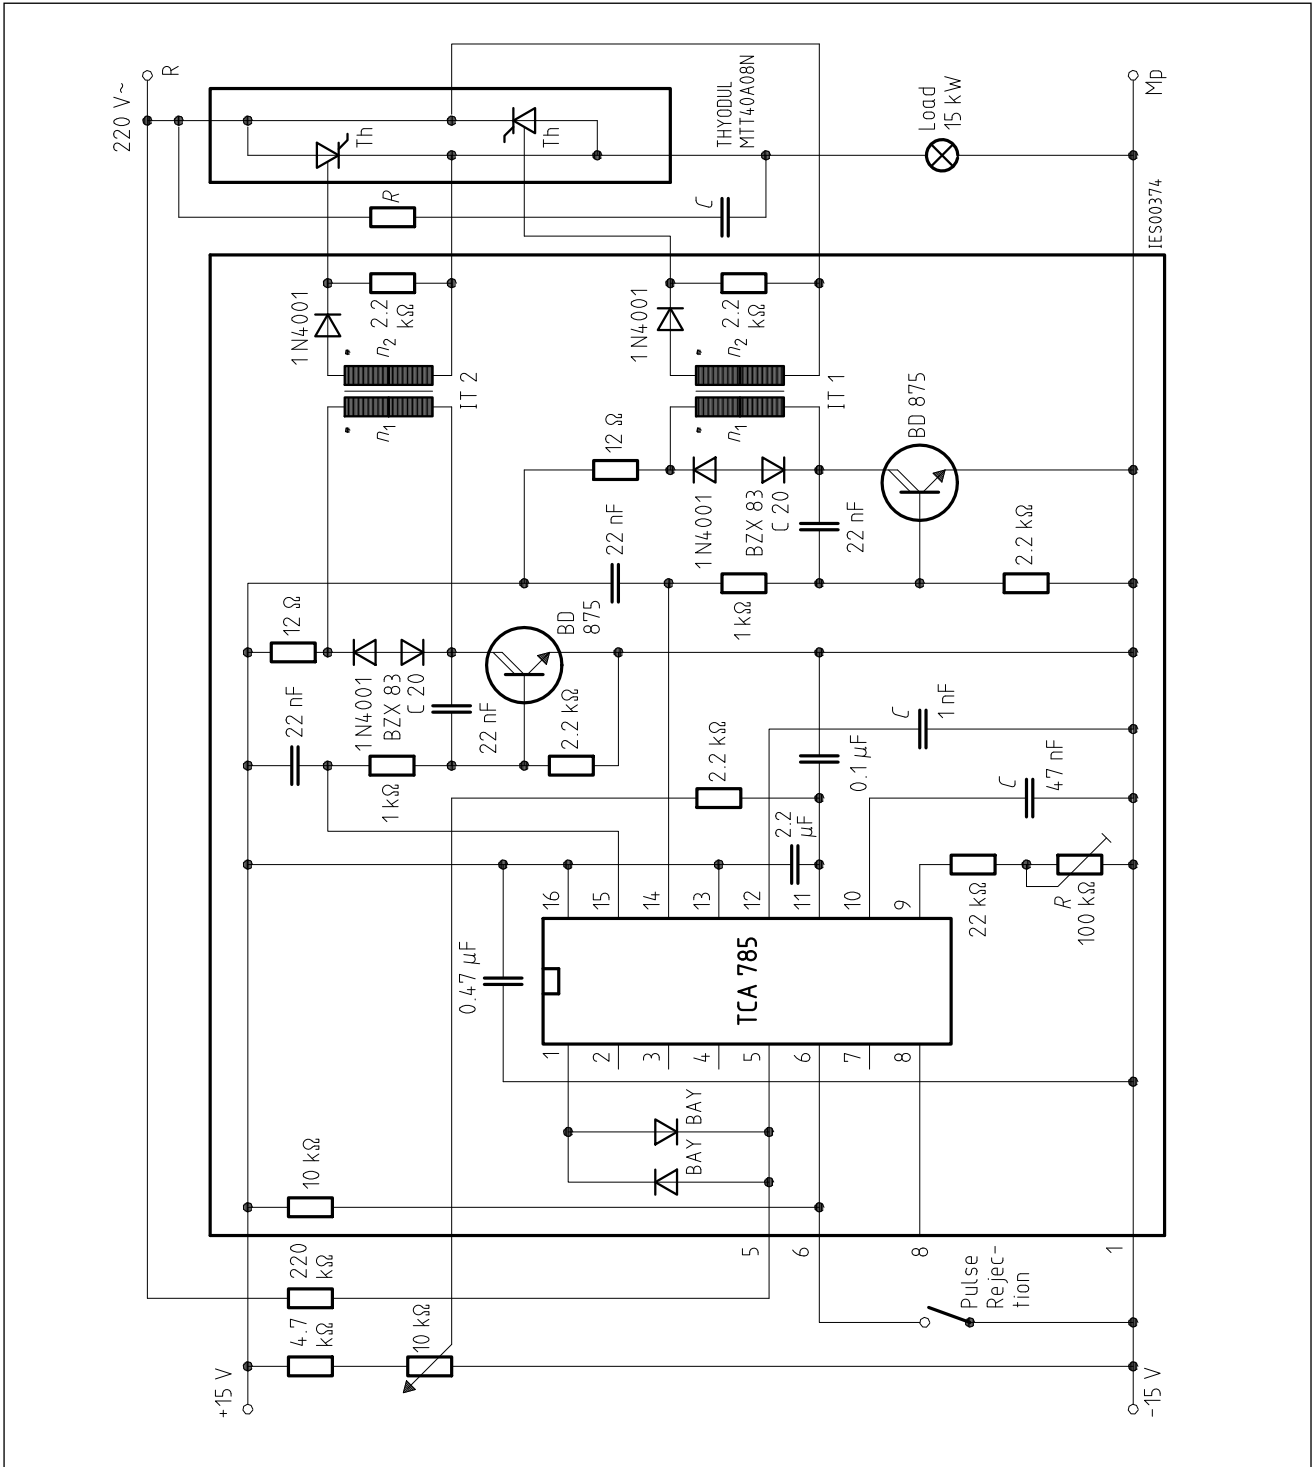 220 V~
R
Th
Th
THYODUL
MTT40A08N
Load
15 kW
Mp
R
C
IES00374
1N4001
2.2
kΩ
n2
n1
IT 2
1N4001
2.2
kΩ
n2
n1
IT 1
12 Ω
BD 875
1N4001
BZX 83
C 20
22 nF
22 nF
1 kΩ
2.2 kΩ
12 Ω
22 nF
1N4001
BZX 83
C 20
22 nF
1 kΩ
BD
875
2.2 kΩ
2.2 kΩ
0.1 µF
C
1 nF
C
47 nF
2.2
µF
16
15
14
13
12
11
10
9
22 kΩ
R
100 kΩ
0.47 µF
TCA 785
1
2
3
4
5
6
7
8
BAY
BAY
10 kΩ
5
6
8
1
220
kΩ
4.7
kΩ
10 kΩ
Pulse
Rejec-
tion
+15 V
-15 V